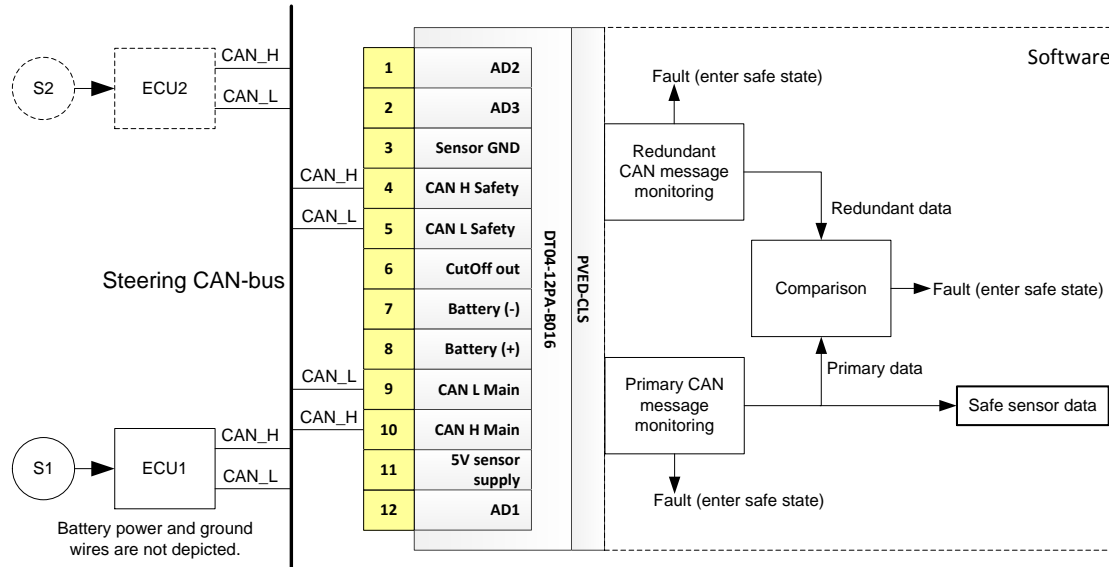 S2
ECU2
CAN_H
CAN_L
Steering CAN-bus
CAN_H
CAN_L
CAN_L
CAN_H
S1
ECU1
CAN_H
CAN_L
Battery power and ground
wires are not depicted.
1 AD2
2 AD3
3 Sensor GND
4 CAN H Safety
5 CAN L Safety
6 CutOff out
7 Battery (-)
8 Battery (+)
9 CAN L Main
10 CAN H Main
11 5V sensor
supply
12 AD1
DT04-12PA-B016
PVED-CLS
Software
Fault (enter safe state)
Redundant
CAN message
monitoring
Redundant data
Comparison
Fault (enter safe state)
Primary data
Primary CAN
message
monitoring
Safe sensor data
Fault (enter safe state)